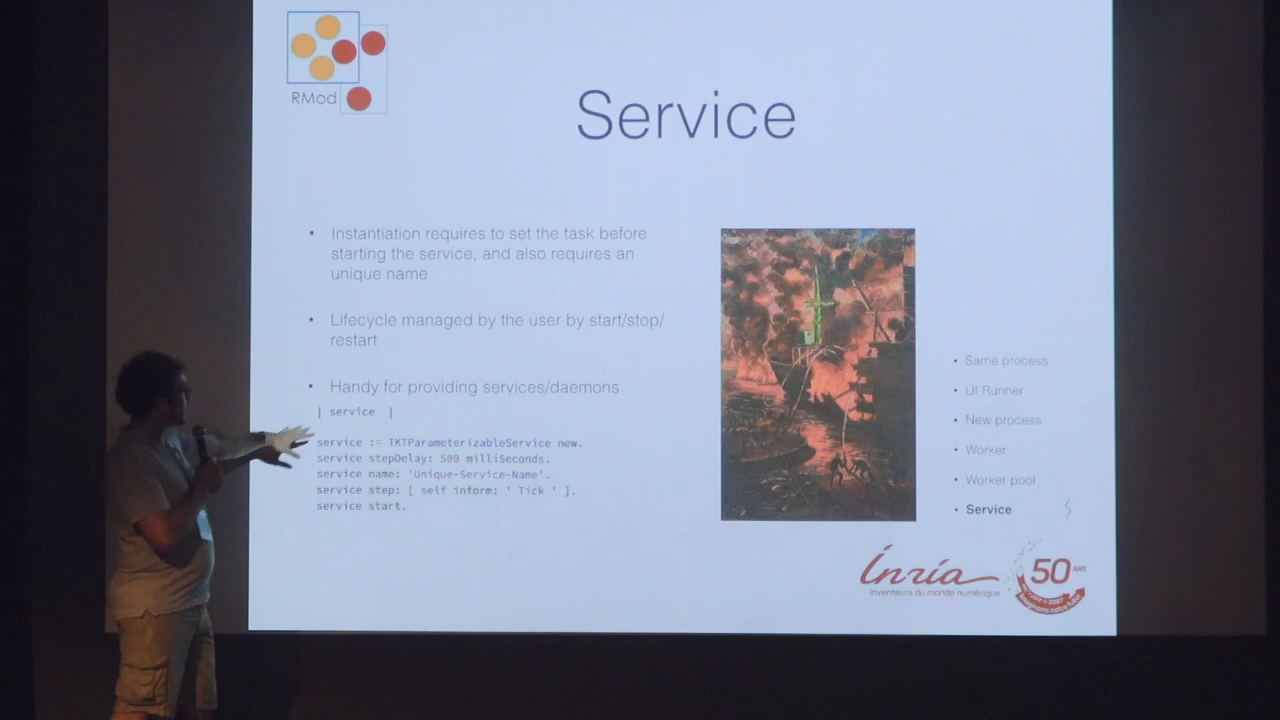 RMod
Service
• Instantiation requires to set the task before
starting the service, and also requires an
unique name
• Lifecycle managed by the user by start/stop/
restart
• Handy for providing services/daemons
| service |
service := TKTParameterizableService new.
service stepDelay: 500 milliSeconds.
service name: 'Unique-Service-Name'.
service step: [ self inform: ' Tick ' ].
service start.
• Same process
• UI Runner
• New process
• Worker
• Worker pool
• Service
Inria
inventeurs du monde numérique
50 ANS